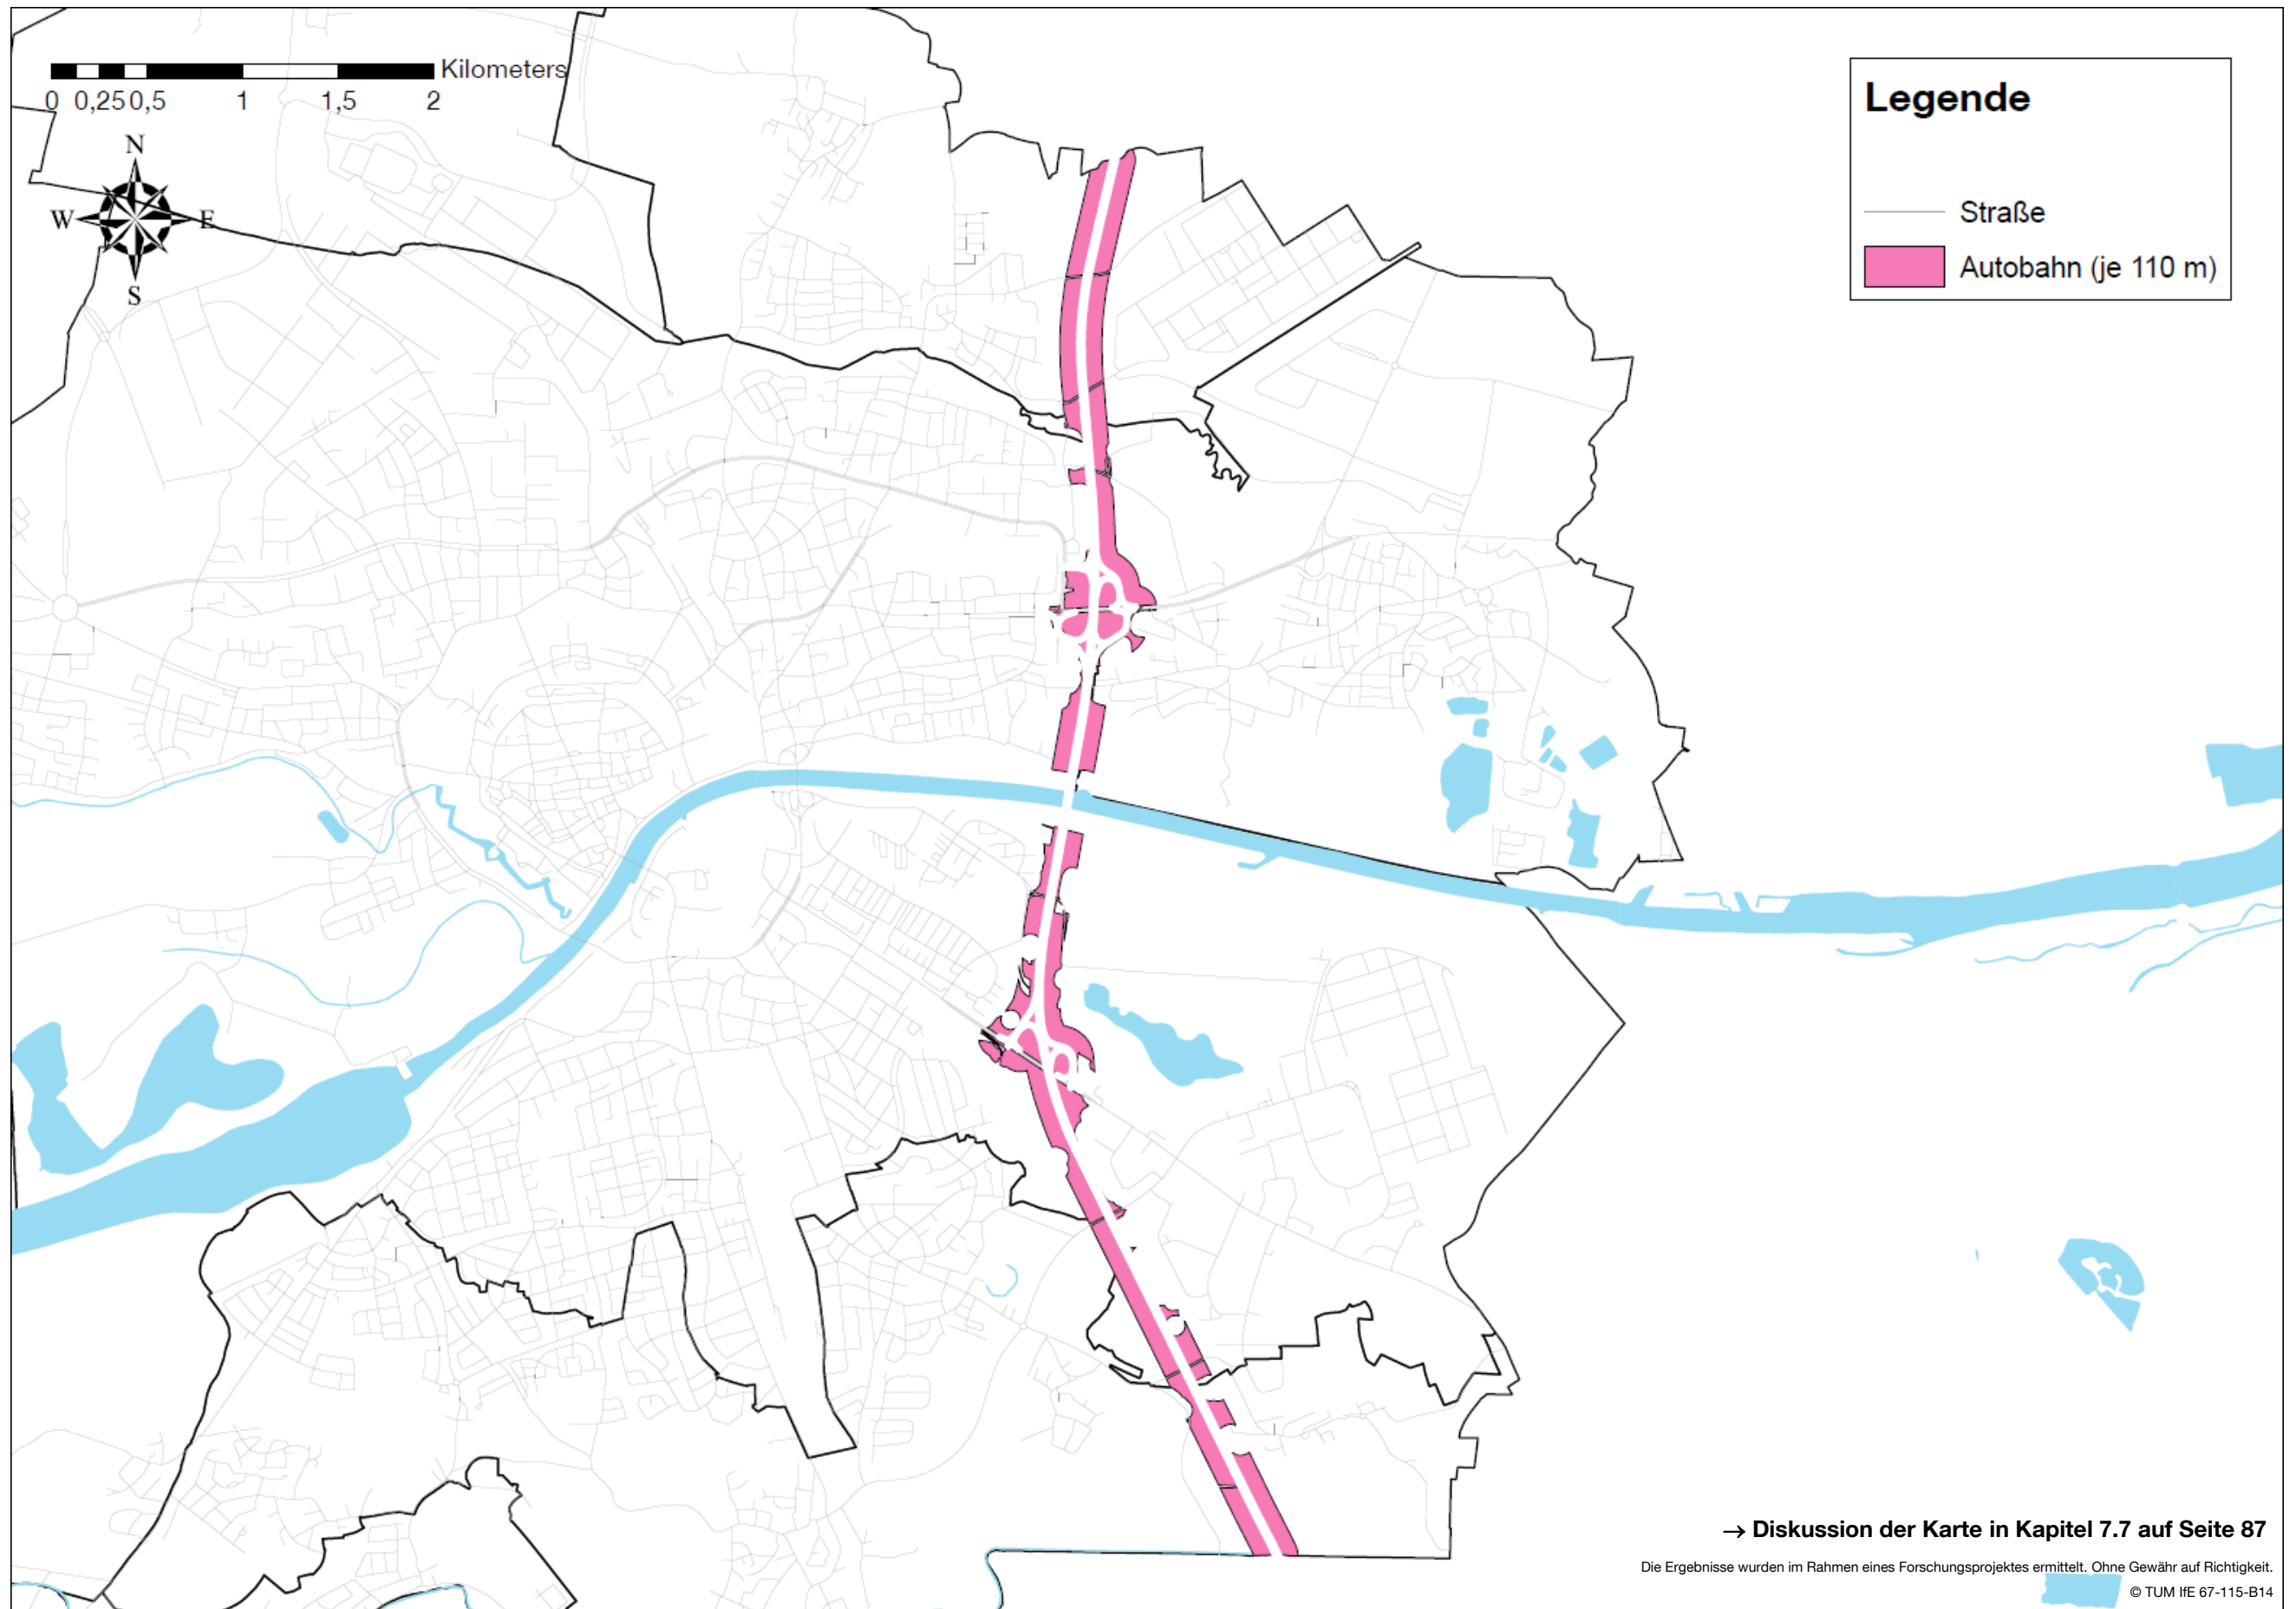 Kilometers
0 0,25 0,5 1 1,5 2
N
W E
S
Legende
Straße
Autobahn (je 110 m)
→ Diskussion der Karte in Kapitel 7.7 auf Seite 87
Die Ergebnisse wurden im Rahmen eines Forschungsprojektes ermittelt. Ohne Gewähr auf Richtigkeit.
© TUM IfE 67-115-B14